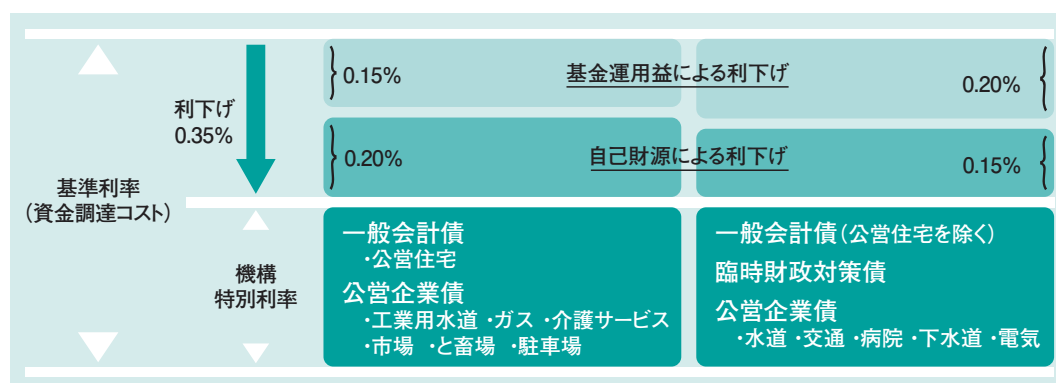 基準利率
（資金調達コスト）
利下げ
0.35%
機構
特別利率
0.15%
基金運用益による利下げ
0.20%
0.20%
自己財源による利下げ
0.15%
一般会計債
・公営住宅
公営企業債
・工業用水道 ・ガス ・介護サービス
・市場 ・と畜場 ・駐車場
一般会計債（公営住宅を除く）
臨時財政対策債
公営企業債
・水道 ・交通 ・病院 ・下水道 ・電気